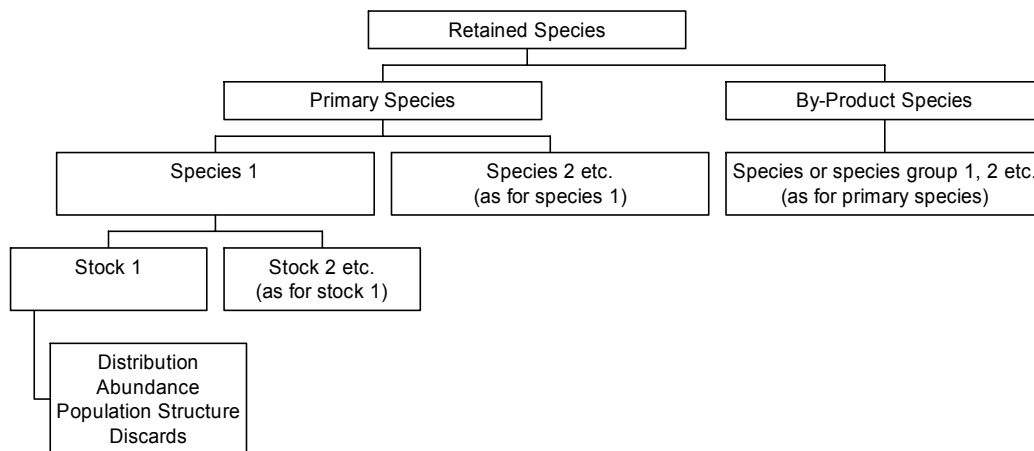 Retained Species
Primary Species
By-Product Species
Species 1
Species 2 etc.
(as for species 1)
Species or species group 1, 2 etc.
(as for primary species)
Stock 1
Stock 2 etc.
(as for stock 1)
Distribution
Abundance
Population Structure
Discards